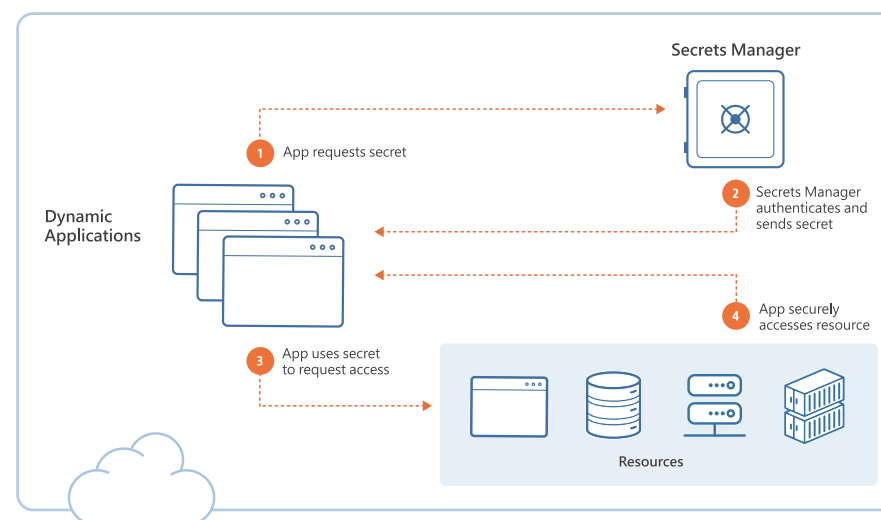 Secrets Manager
1 App requests secret
2 Secrets Manager
authenticates and
sends secret
Dynamic
Applications
4 App securely
accesses resource
3 App uses secret
to request access
Resources